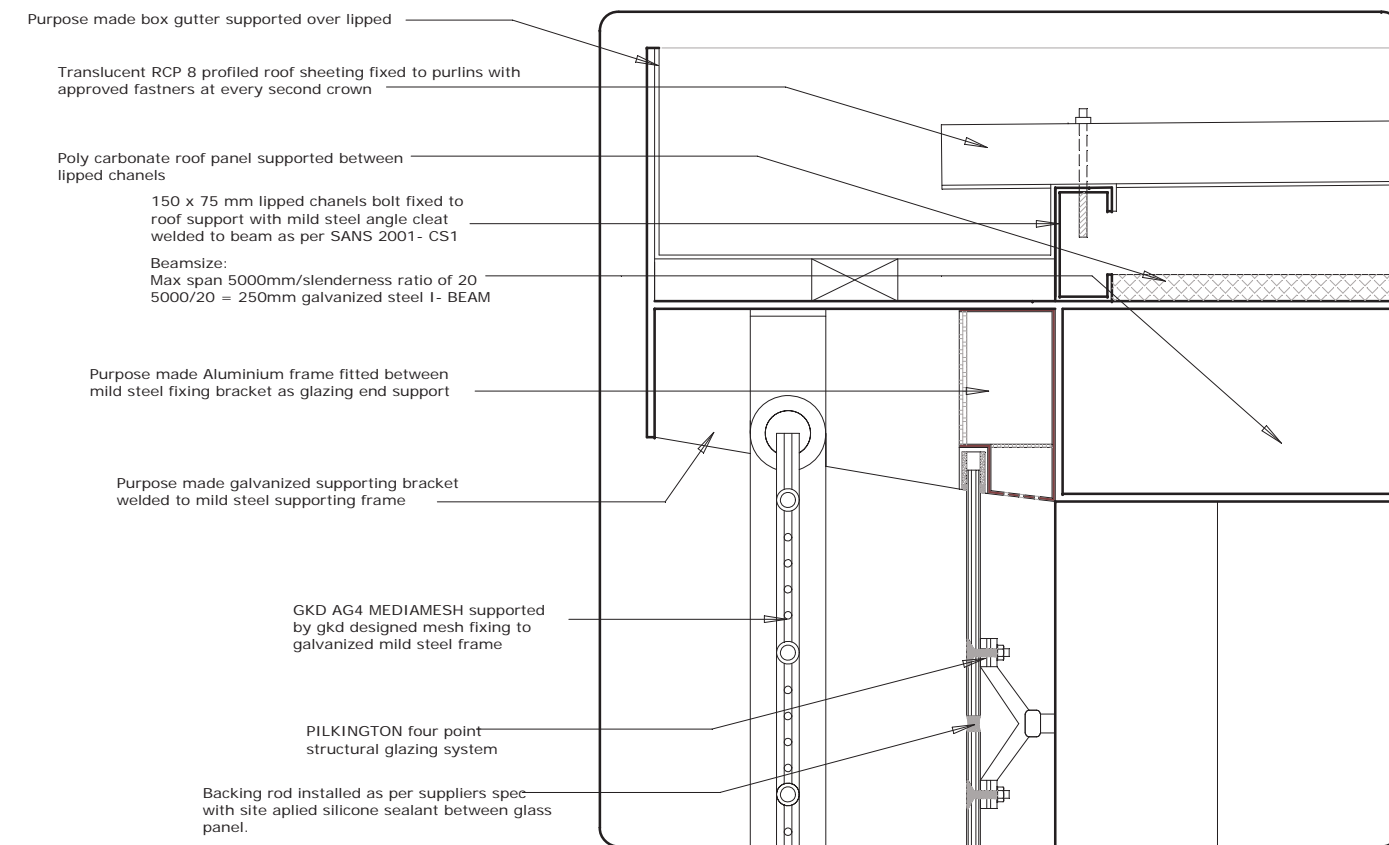 Purpose made box gutter supported over lipped
Translucent RCP 8 profiled roof sheeting fixed to purlins with
approved fastners at every second crown
Poly carbonate roof panel supported between
lipped chanels
150 x 75 mm lipped chanels bolt fixed to
roof support with mild steel angle cleat
welded to beam as per SANS 2001- CS1
Beamsize:
Max span 5000mm/slenderness ratio of 20
5000/20 = 250mm galvanized steel I- BEAM
Purpose made Aluminium frame fitted between
mild steel fixing bracket as glazing end support
Purpose made galvanized supporting bracket
welded to mild steel supporting frame
GKD AG4 MEDIAMESH supported
by gkd designed mesh fixing to
galvanized mild steel frame
PILKINGTON four point
structural glazing system
Backing rod installed as per suppliers spec
with site aplied silicone sealant between glass
panel.